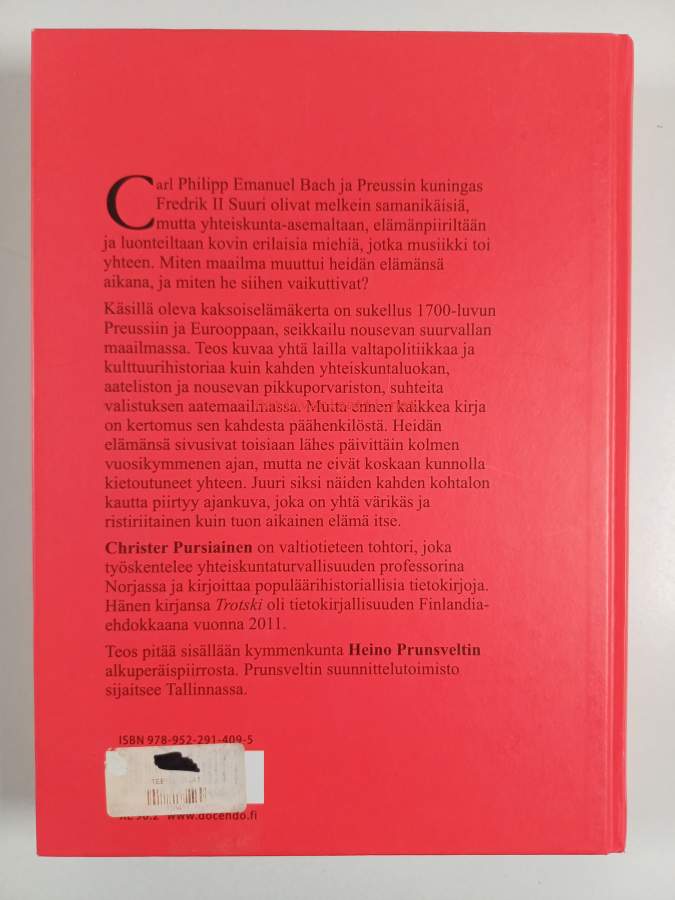 Carl Philipp Emanuel Bach ja Preussin kuningas
Fredrik II Suuri olivat melkein samanikäisiä,
mutta yhteiskunta-asemaltaan, elämänpiiriltään
ja luonteiltaan kovin erilaisia miehiä, jotka musiikki toi
yhteen. Miten maailma muuttui heidän elämänsä
aikana, ja miten he siihen vaikuttivat?
Käsillä oleva kaksoiselämäkerta on sukellus 1700-luvun
Preussiin ja Eurooppaan, seikkailu nousevan suurvallan
maailmassa. Teos kuvaa yhtä lailla valtapolitiikkaa ja
kulttuurihistoriaa kuin kahden yhteiskuntaluokan,
aateliston ja nousevan pikkuporvariston, suhteita
valistuksen aatemaailmassa. Mutta ennen kaikkea kirja
on kertomus sen kahdesta päähenkilöstä. Heidän
elämänsä sivusivat toisiaan lähes päivittäin kolmen
vuosikymmenen ajan, mutta ne eivät koskaan kunnolla
kietoutuneet yhteen. Juuri siksi näiden kahden kohtalon
kautta piirtyy ajankuva, joka on yhtä värikäs ja
ristiriitainen kuin tuon aikainen elämä itse.
Christer Pursiainen on valtiotieteen tohtori, joka
työskentelee yhteiskuntaturvallisuuden professorina
Norjassa ja kirjoittaa populäärihistoriallisia tietokirjoja.
Hänen kirjansa Trotski oli tietokirjallisuuden Finlandia-
ehdokkaana vuonna 2011.
Teos pitää sisällään kymmenkunta Heino Prunsveltin
alkuperäispiirrosta. Prunsveltin suunnittelutoimisto
sijaitsee Tallinnassa.
ISBN 978-952-291-409-5
www.docendo.fi